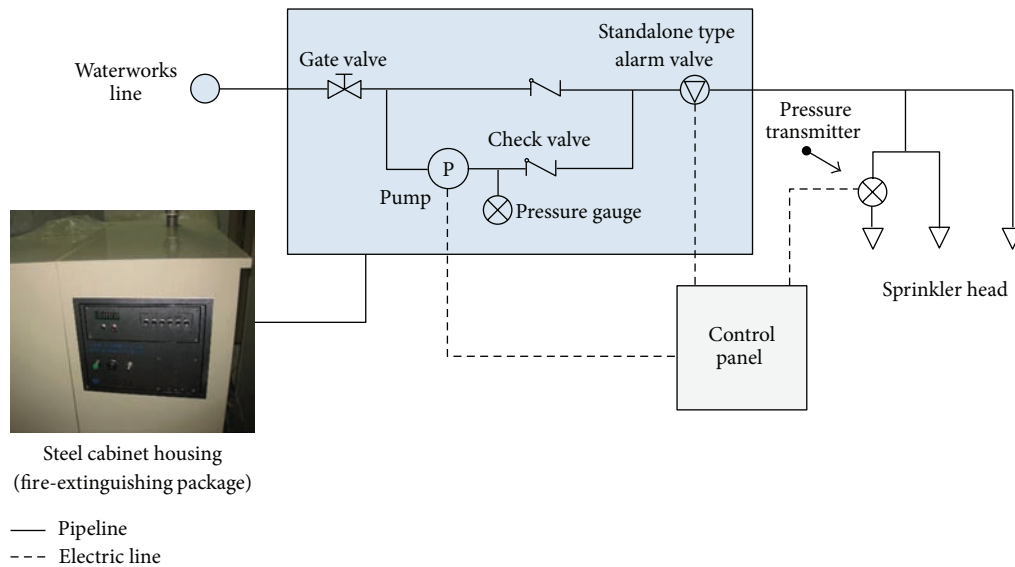 Waterworks
line
Gate valve
Standalone type
alarm valve
Check valve
Pump
P
Pressure gauge
Pressure
transmitter
Sprinkler head
Control
panel
Steel cabinet housing
(fire-extinguishing package)
Pipeline
Electric line